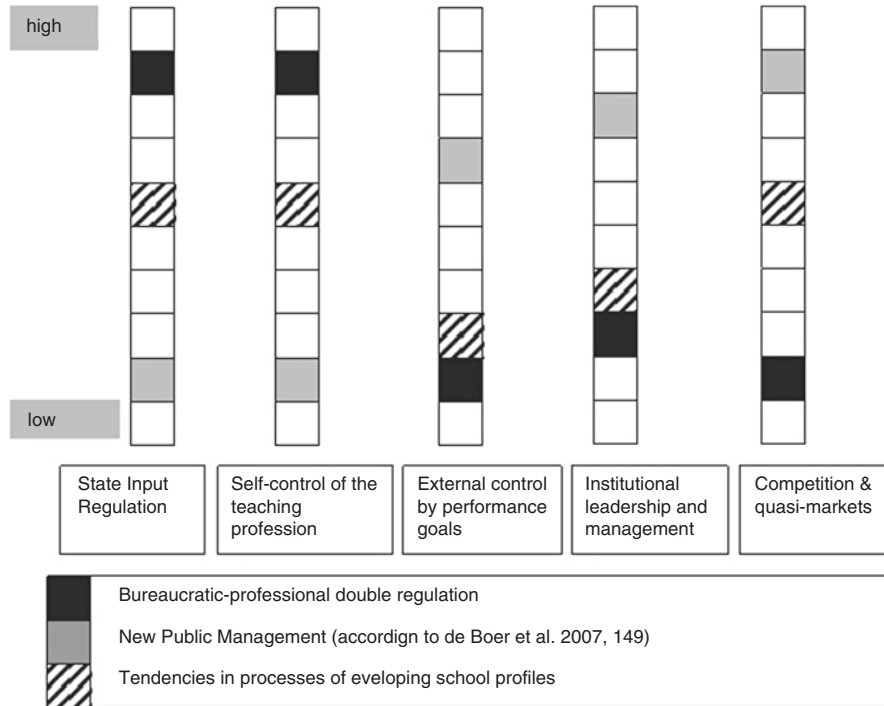 high
low
State Input
Regulation
Self-control of the
teaching
profession
External control
by performance
goals
Institutional
leadership and
management
Competition &
quasi-markets
Bureaucratic-professional double regulation
New Public Management (accordign to de Boer et al. 2007, 149)
Tendencies in processes of eveloping school profiles